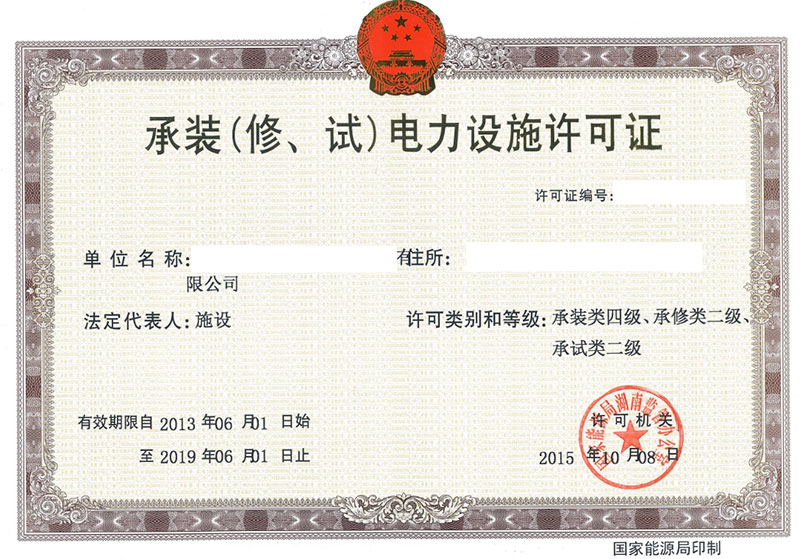 承装(修、试)电力设施许可证
许可证编号:
单位名称: 有
限公司
住所:
法定代表人: 施设
许可类别和等级: 承装类四级、承修类二级、
承试类二级
有效期限自 2013 年 06 月 01 日始
至 2019 年 06 月 01 日止
国家能源局湖南监管办公室
许可机关
2015 年 10 月 08 日
国家能源局印制